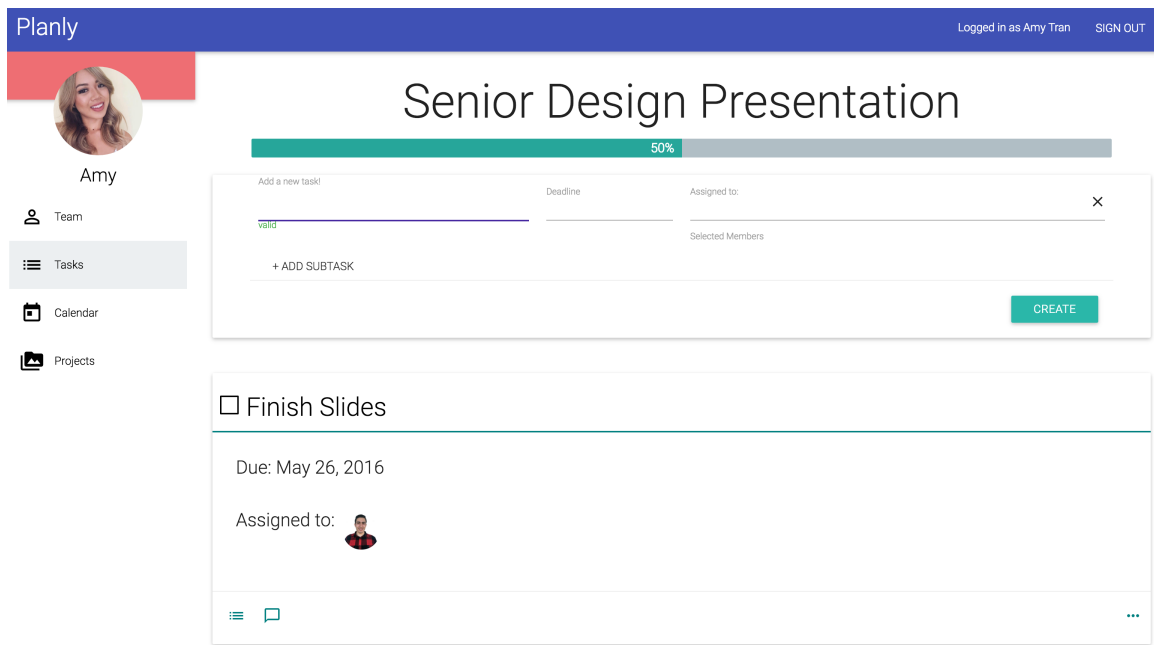 Planly
Logged in as Amy Tran
SIGN OUT
Amy
Team
Tasks
Calendar
Projects
Senior Design Presentation
50%
Add a new task!
Deadline
Assigned to:
valid
Selected Members
+ ADD SUBTASK
CREATE
Finish Slides
Due: May 26, 2016
Assigned to: